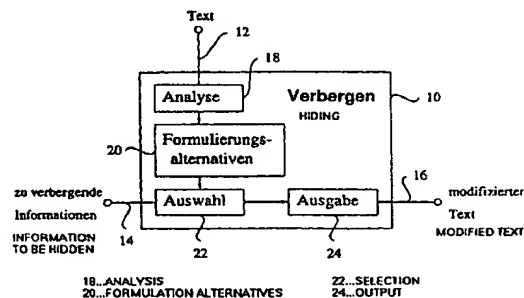 Text
12
18
Analyse
Verbergen
HIDING
10
Formulierungs-
alternativen
20
zu verbergende
Informationen
INFORMATION
TO BE HIDDEN
14
Auswahl
22
Ausgabe
24
16
modifizierter
Text
MODIFIED TEXT
18...ANALYSIS
20...FORMULATION ALTERNATIVES
22...SELECTION
24...OUTPUT